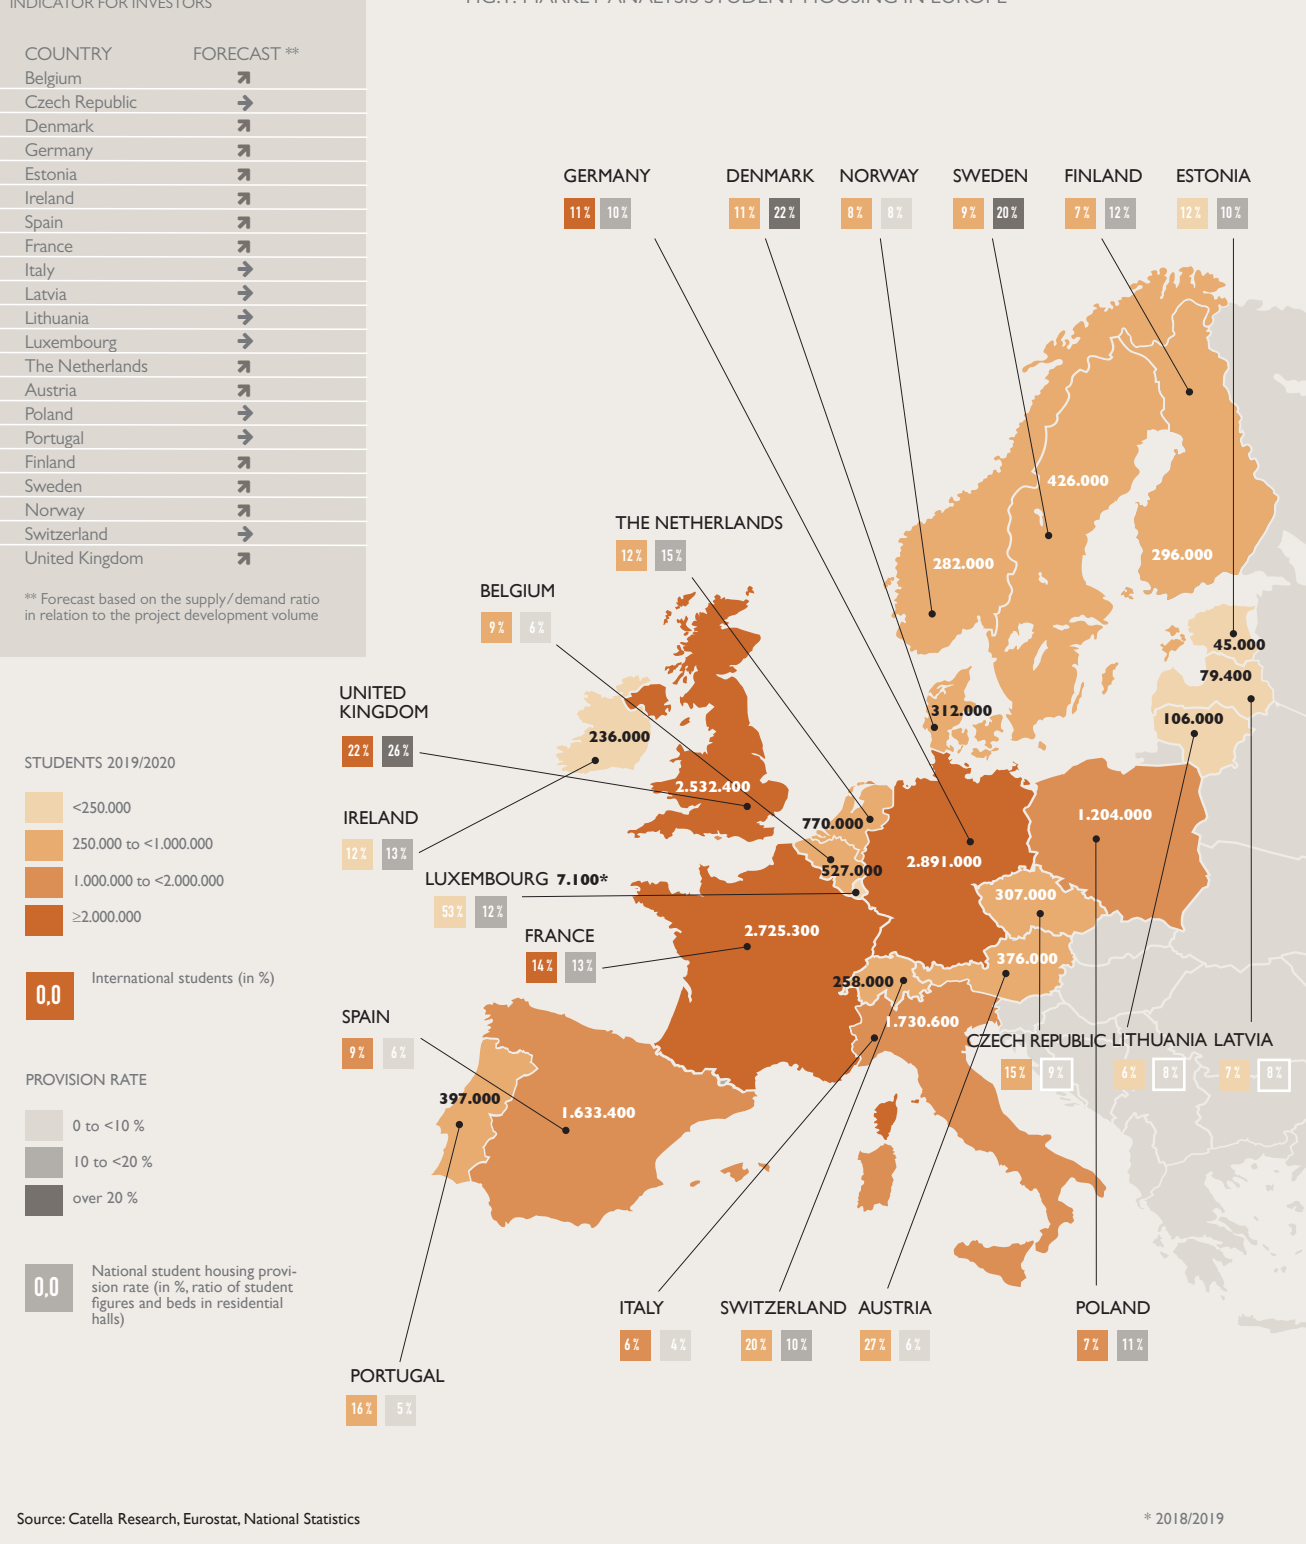 INDICATOR FOR INVESTORS
FIG.1: MARKET ANALYSIS STUDENT HOUSING IN EUROPE
COUNTRY FORECAST **
Belgium
Czech Republic
Denmark
Germany
Estonia
Ireland
Spain
France
Italy
Latvia
Lithuania
Luxembourg
The Netherlands
Austria
Poland
Portugal
Finland
Sweden
Norway
Switzerland
United Kingdom
** Forecast based on the supply/demand ratio
in relation to the project development volume
STUDENTS 2019/2020
<250.000
250.000 to <1.000.000
1.000.000 to <2.000.000
≥2.000.000
0,0
International students (in %)
PROVISION RATE
0 to <10 %
10 to <20 %
over 20 %
0,0
National student housing provi-
sion rate (in %, ratio of student
figures and beds in residential
halls)
GERMANY
11 % 10 %
DENMARK
11 % 22 %
NORWAY
8 % 8 %
SWEDEN
9 % 20 %
FINLAND
7 % 12 %
ESTONIA
12 % 10 %
THE NETHERLANDS
12 % 15 %
BELGIUM
9 % 6 %
UNITED
KINGDOM
22 % 26 %
IRELAND
12 % 13 %
LUXEMBOURG 7.100*
53 % 12 %
FRANCE
14 % 13 %
SPAIN
9 % 6 %
PORTUGAL
16 % 5 %
ITALY
6 % 4 %
SWITZERLAND
20 % 10 %
AUSTRIA
27 % 6 %
POLAND
7 % 11 %
CZECH REPUBLIC
15 % 9 %
LITHUANIA
6 % 8 %
LATVIA
7 % 8 %
426.000
282.000
296.000
45.000
79.400
106.000
312.000
236.000
2.532.400
770.000
527.000
2.891.000
1.204.000
307.000
376.000
2.725.300
258.000
1.730.600
397.000
1.633.400
Source: Catella Research, Eurostat, National Statistics
* 2018/2019